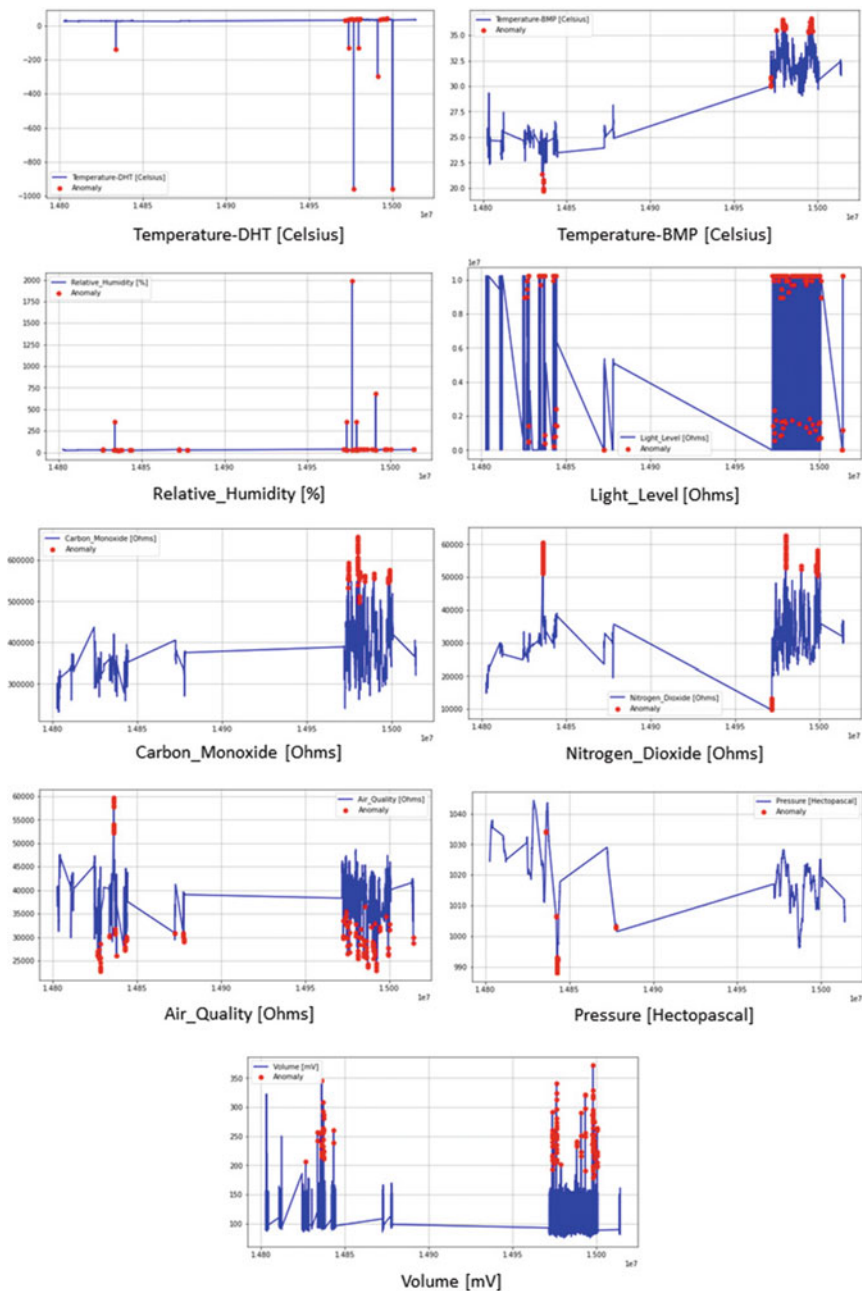 0
−200
−400
−600
−800
−1000
Temperature-DHT [Celsius]
Anomaly
1.480 1.485 1.490 1.495 1.500
1e7
Temperature-DHT [Celsius]
35.0
32.5
30.0
27.5
25.0
22.5
20.0
Temperature-BMP [Celsius]
Anomaly
1.480 1.485 1.490 1.495 1.500
1e7
Temperature-BMP [Celsius]
2000
1750
1500
1250
1000
750
500
250
0
Relative_Humidity [%]
Anomaly
1.480 1.485 1.490 1.495 1.500
1e7
Relative_Humidity [%]
1e7
1.0
0.8
0.6
0.4
0.2
0.0
Light_Level [Ohms]
Anomaly
1.480 1.485 1.490 1.495 1.500
1e7
Light_Level [Ohms]
600000
500000
400000
300000
Carbon_Monoxide [Ohms]
Anomaly
1.480 1.485 1.490 1.495 1.500
1e7
Carbon_Monoxide [Ohms]
60000
50000
40000
30000
20000
10000
Nitrogen_Dioxide [Ohms]
Anomaly
1.480 1.485 1.490 1.495 1.500
1e7
Nitrogen_Dioxide [Ohms]
60000
55000
50000
45000
40000
35000
30000
25000
Air_Quality [Ohms]
Anomaly
1.480 1.485 1.490 1.495 1.500
1e7
Air_Quality [Ohms]
1040
1030
1020
1010
1000
990
Pressure [Hectopascal]
Anomaly
1.480 1.485 1.490 1.495 1.500
1e7
Pressure [Hectopascal]
350
300
250
200
150
100
Volume [mV]
Anomaly
1.480 1.485 1.490 1.495 1.500
1e7
Volume [mV]